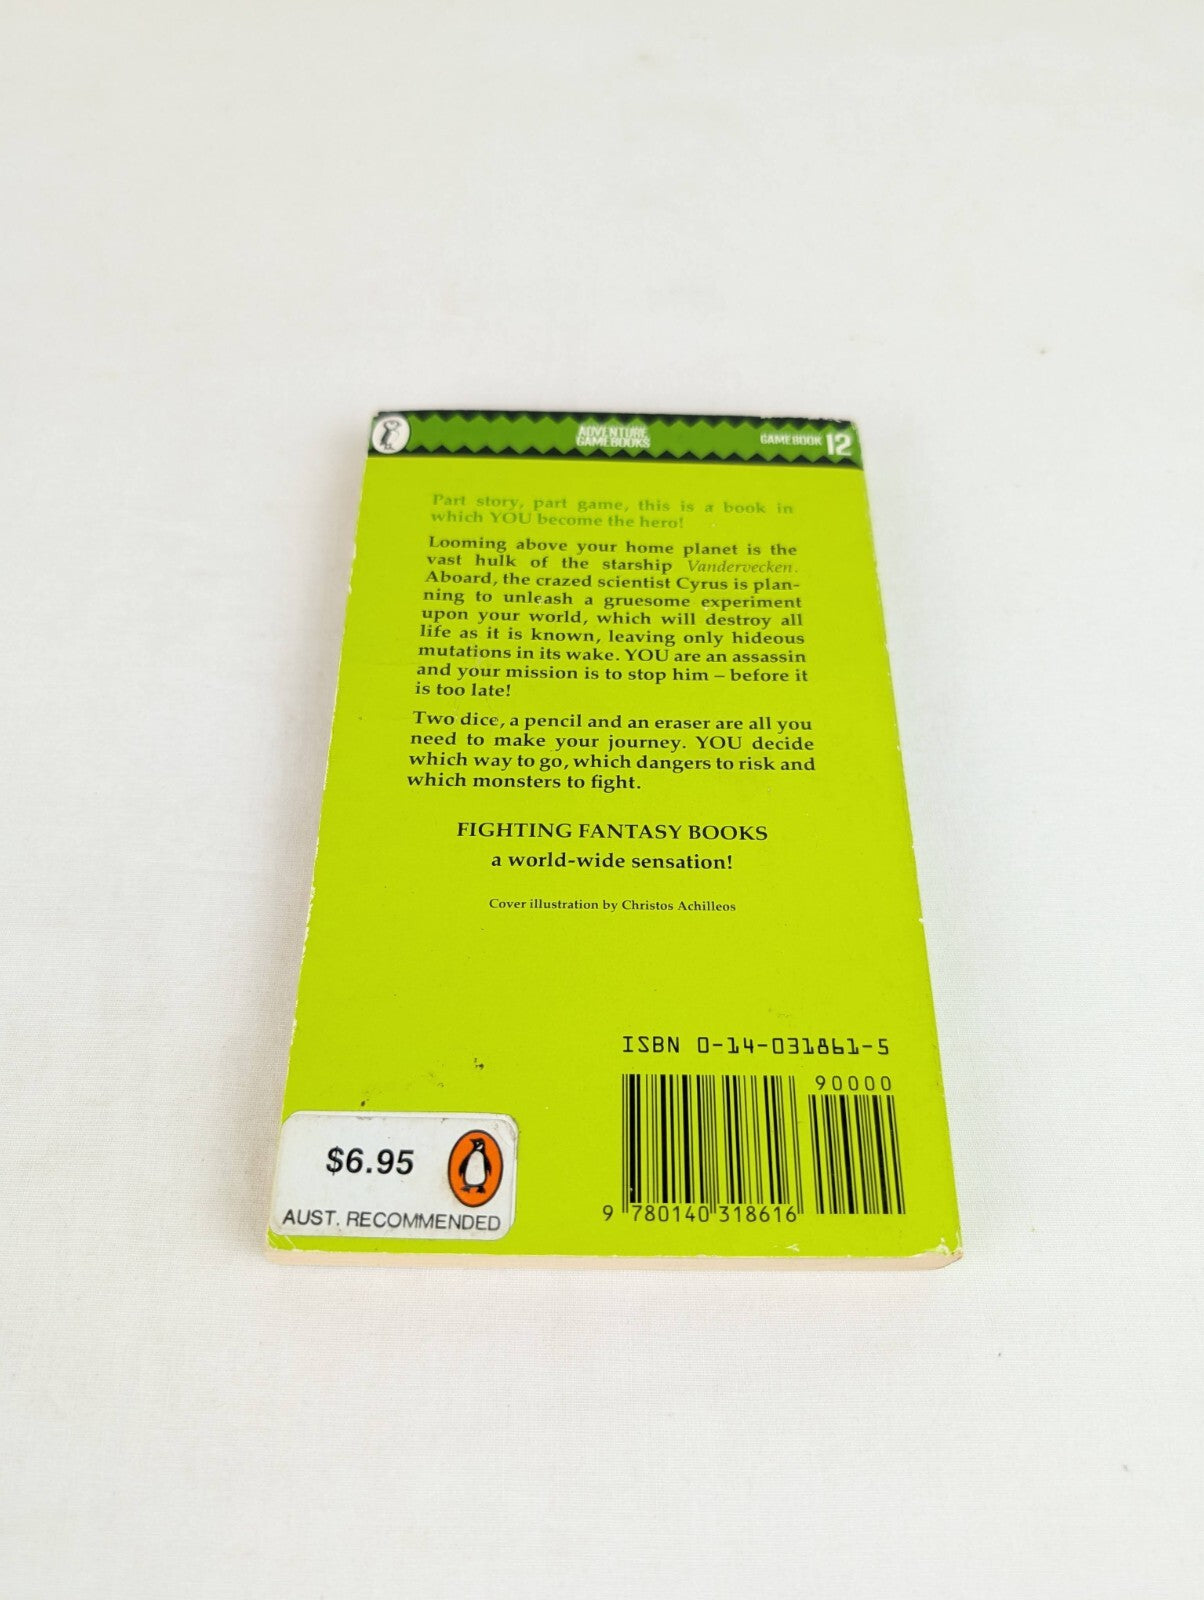 ADVENTURE
GAMEBOOKS
GAMEBOOK 12
Part story, part game, this is a book in
which YOU become the hero!
Looming above your home planet is the
vast hulk of the starship Vandervecken.
Aboard, the crazed scientist Cyrus is plan-
ning to unleash a gruesome experiment
upon your world, which will destroy all
life as it is known, leaving only hideous
mutations in its wake. YOU are an assassin
and your mission is to stop him – before it
is too late!
Two dice, a pencil and an eraser are all you
need to make your journey. YOU decide
which way to go, which dangers to risk and
which monsters to fight.
FIGHTING FANTASY BOOKS
a world-wide sensation!
Cover illustration by Christos Achilleos
ISBN 0-14-031861-5
90000
9 780140 318616
$6.95
AUST. RECOMMENDED